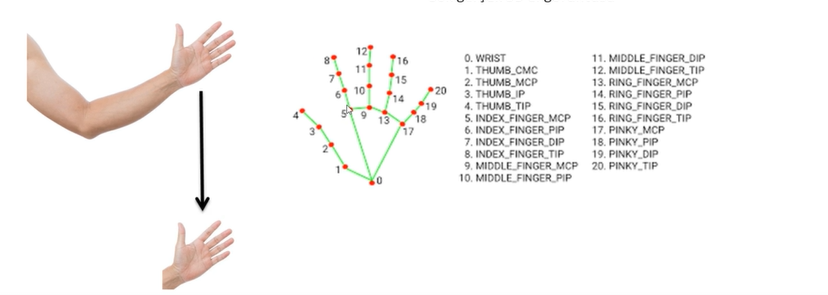 12
8
16
11
7
15
20
6
10
14
19
4
5
9
13
18
3
17
2
1
0
0. WRIST
1. THUMB_CMC
2. THUMB_MCP
3. THUMB_IP
4. THUMB_TIP
5. INDEX_FINGER_MCP
6. INDEX_FINGER_PIP
7. INDEX_FINGER_DIP
8. INDEX_FINGER_TIP
9. MIDDLE_FINGER_MCP
10. MIDDLE_FINGER_PIP
11. MIDDLE_FINGER_DIP
12. MIDDLE_FINGER_TIP
13. RING_FINGER_MCP
14. RING_FINGER_PIP
15. RING_FINGER_DIP
16. RING_FINGER_TIP
17. PINKY_MCP
18. PINKY_PIP
19. PINKY_DIP
20. PINKY_TIP